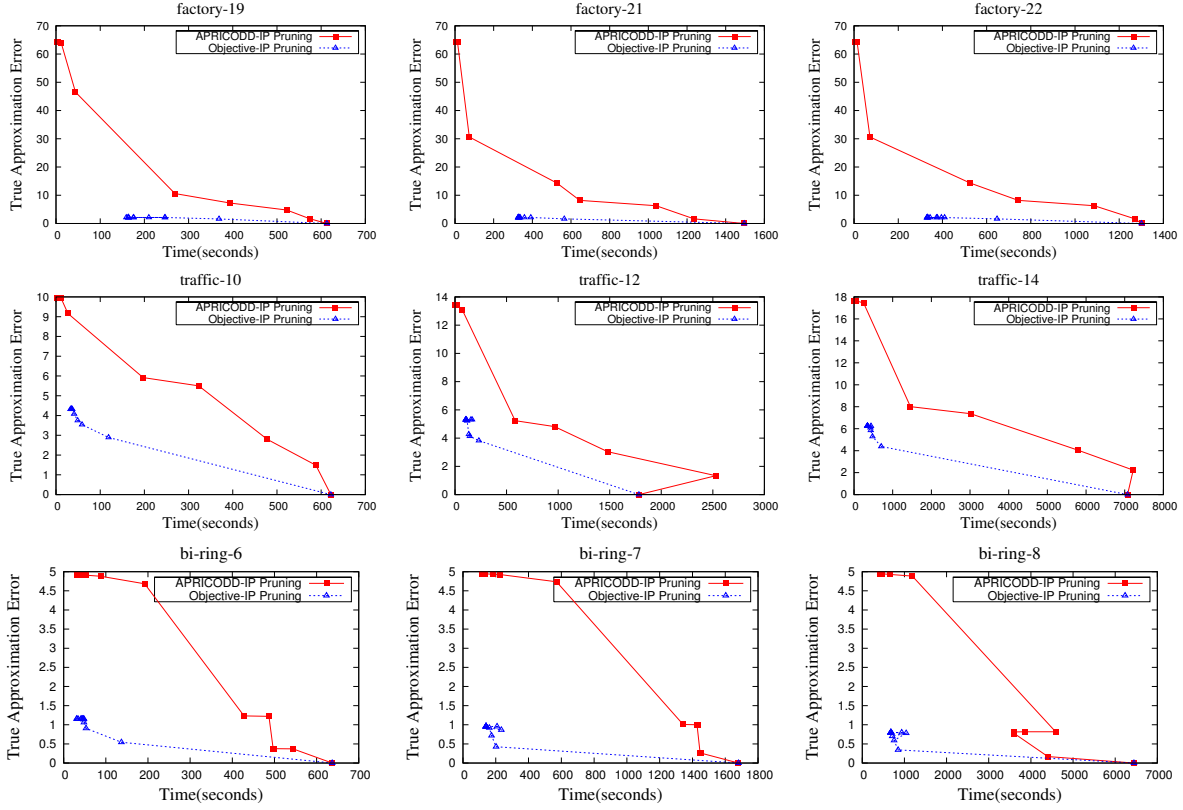 factory-19
70
60
50
40
30
20
10
0
True Approximation Error
APRICODD-IP Pruning
Objective-IP Pruning
0 100 200 300 400 500 600 700
Time(seconds)
factory-21
70
60
50
40
30
20
10
0
True Approximation Error
APRICODD-IP Pruning
Objective-IP Pruning
0 200 400 600 800 1000 1200 1400 1600
Time(seconds)
factory-22
70
60
50
40
30
20
10
0
True Approximation Error
APRICODD-IP Pruning
Objective-IP Pruning
0 200 400 600 800 1000 1200 1400
Time(seconds)
traffic-10
10
9
8
7
6
5
4
3
2
1
0
True Approximation Error
APRICODD-IP Pruning
Objective-IP Pruning
0 100 200 300 400 500 600 700
Time(seconds)
traffic-12
14
12
10
8
6
4
2
0
True Approximation Error
APRICODD-IP Pruning
Objective-IP Pruning
0 500 1000 1500 2000 2500 3000
Time(seconds)
traffic-14
18
16
14
12
10
8
6
4
2
0
True Approximation Error
APRICODD-IP Pruning
Objective-IP Pruning
0 1000 2000 3000 4000 5000 6000 7000 8000
Time(seconds)
bi-ring-6
5
4.5
4
3.5
3
2.5
2
1.5
1
0.5
0
True Approximation Error
APRICODD-IP Pruning
Objective-IP Pruning
0 100 200 300 400 500 600 700
Time(seconds)
bi-ring-7
5
4.5
4
3.5
3
2.5
2
1.5
1
0.5
0
True Approximation Error
APRICODD-IP Pruning
Objective-IP Pruning
0 200 400 600 800 1000 1200 1400 1600 1800
Time(seconds)
bi-ring-8
5
4.5
4
3.5
3
2.5
2
1.5
1
0.5
0
True Approximation Error
APRICODD-IP Pruning
Objective-IP Pruning
0 1000 2000 3000 4000 5000 6000 7000
Time(seconds)